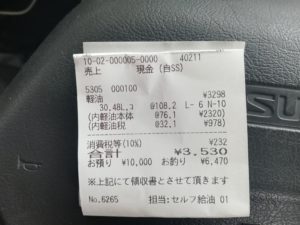 10-02-000005-0000 40211
売上 現金(自SS)
5305 000100
軽油 ¥3298
30.48L,コ @108.2 L- 6 N-10
(内軽油本体 @76.1 ¥2320)
(内軽油税 @32.1 ¥978)
消費税等(10%) ¥232
合計 ¥3,530
お預り ¥10,000 お釣り ¥6,470
※上記にて領収書とさせて頂きます
No.6265 担当:セルフ給油 01
SU